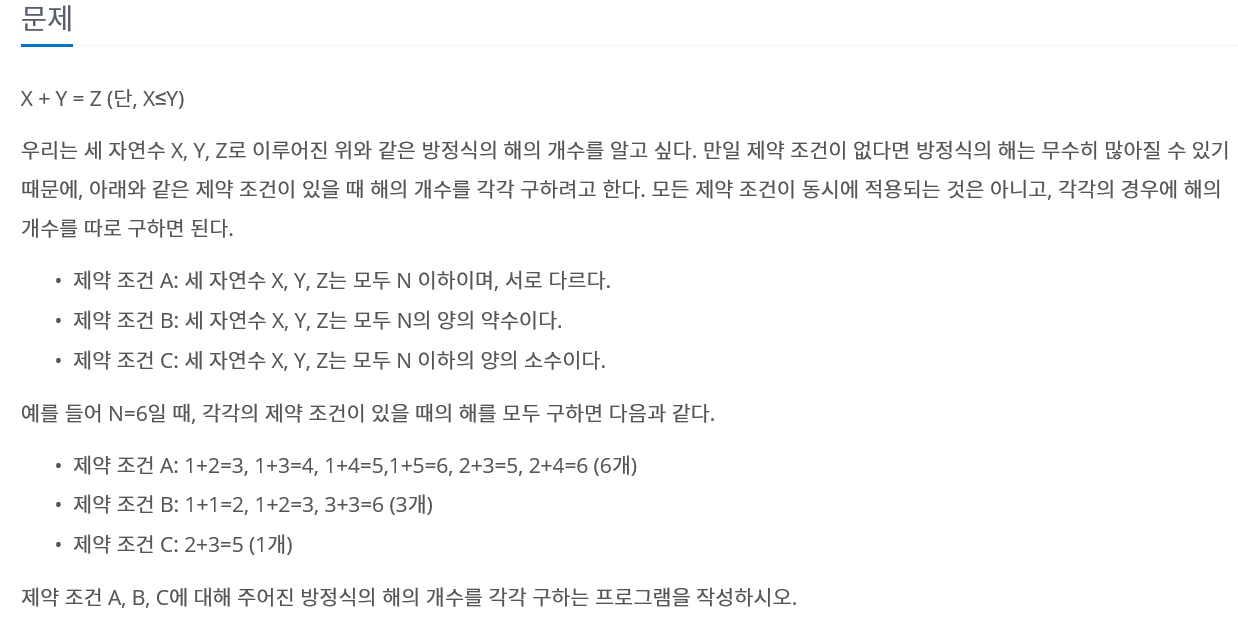 문제
X + Y = Z (단, X≤Y)
우리는 세 자연수 X, Y, Z로 이루어진 위와 같은 방정식의 해의 개수를 알고 싶다. 만일 제약 조건이 없다면 방정식의 해는 무수히 많아질 수 있기
때문에, 아래와 같은 제약 조건이 있을 때 해의 개수를 각각 구하려고 한다. 모든 제약 조건이 동시에 적용되는 것은 아니고, 각각의 경우에 해의
개수를 따로 구하면 된다.
• 제약 조건 A: 세 자연수 X, Y, Z는 모두 N 이하이며, 서로 다르다.
• 제약 조건 B: 세 자연수 X, Y, Z는 모두 N의 양의 약수이다.
• 제약 조건 C: 세 자연수 X, Y, Z는 모두 N 이하의 양의 소수이다.
예를 들어 N=6일 때, 각각의 제약 조건이 있을 때의 해를 모두 구하면 다음과 같다.
• 제약 조건 A: 1+2=3, 1+3=4, 1+4=5,1+5=6, 2+3=5, 2+4=6 (6개)
• 제약 조건 B: 1+1=2, 1+2=3, 3+3=6 (3개)
• 제약 조건 C: 2+3=5 (1개)
제약 조건 A, B, C에 대해 주어진 방정식의 해의 개수를 각각 구하는 프로그램을 작성하시오.